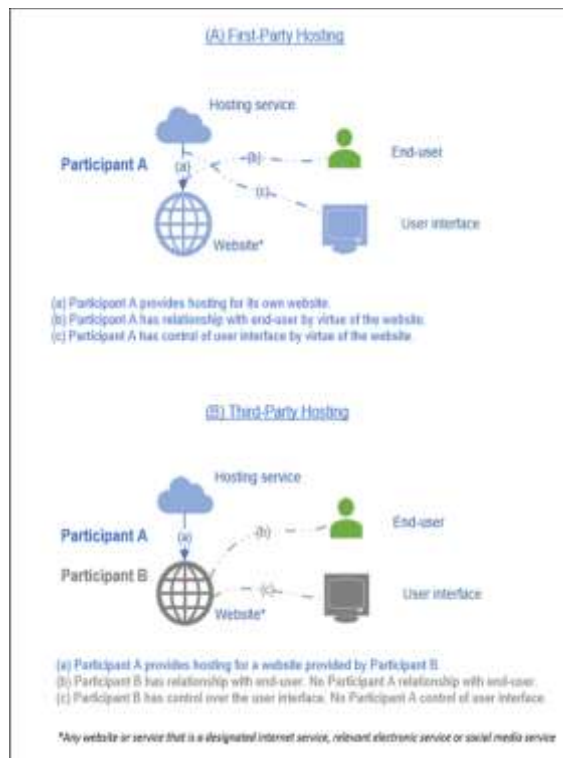 (A) First-Party Hosting
Hosting service
Participant A
(a)
(b)
End-user
(c)
User interface
Website*
(a) Participant A provides hosting for its own website.
(b) Participant A has relationship with end-user by virtue of the website.
(c) Participant A has control of user interface by virtue of the website.
(B) Third-Party Hosting
Hosting service
Participant A
(a)
(b)
End-user
Participant B
(c)
User interface
Website*
(a) Participant A provides hosting for a website provided by Participant B
(b) Participant B has relationship with end-user. No Participant A relationship with end-user.
(c) Participant B has control over the user interface. No Participant A control of user interface
*Any website or service that is a designated internet service, relevant electronic service or social media service